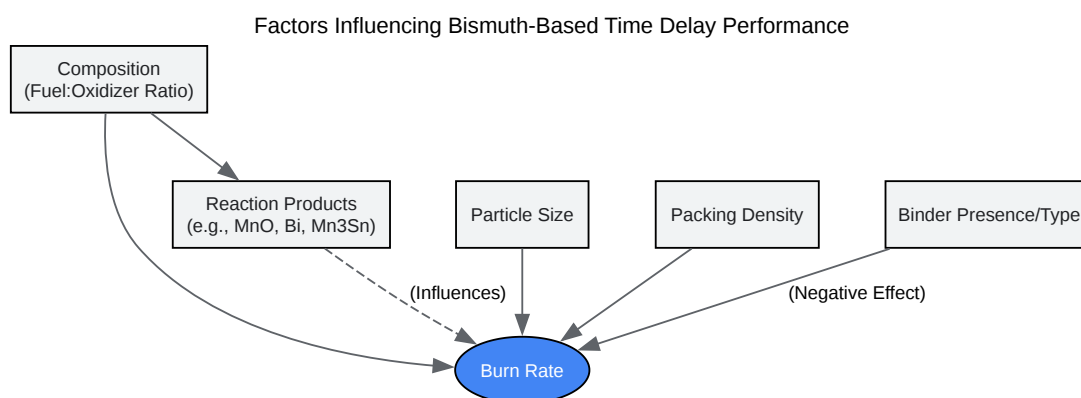 Factors Influencing Bismuth-Based Time Delay Performance
Composition
(Fuel:Oxidizer Ratio)
Reaction Products
(e.g., MnO, Bi, Mn3Sn)
Particle Size
Packing Density
Binder Presence/Type
(Influences)
(Negative Effect)
Burn Rate